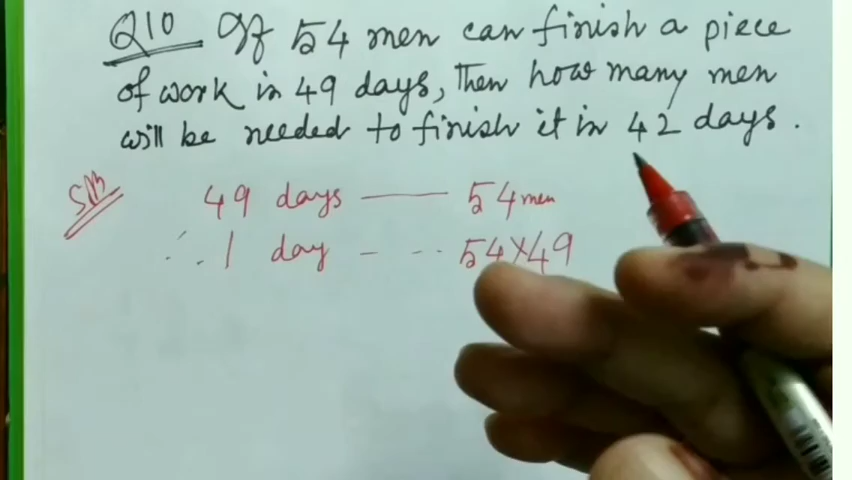 Q10 If 54 men can finish a piece
of work in 49 days, then how many men
will be needed to finish it in 42 days.
49 days — 54 men
∴ 1 day - -- 54×49